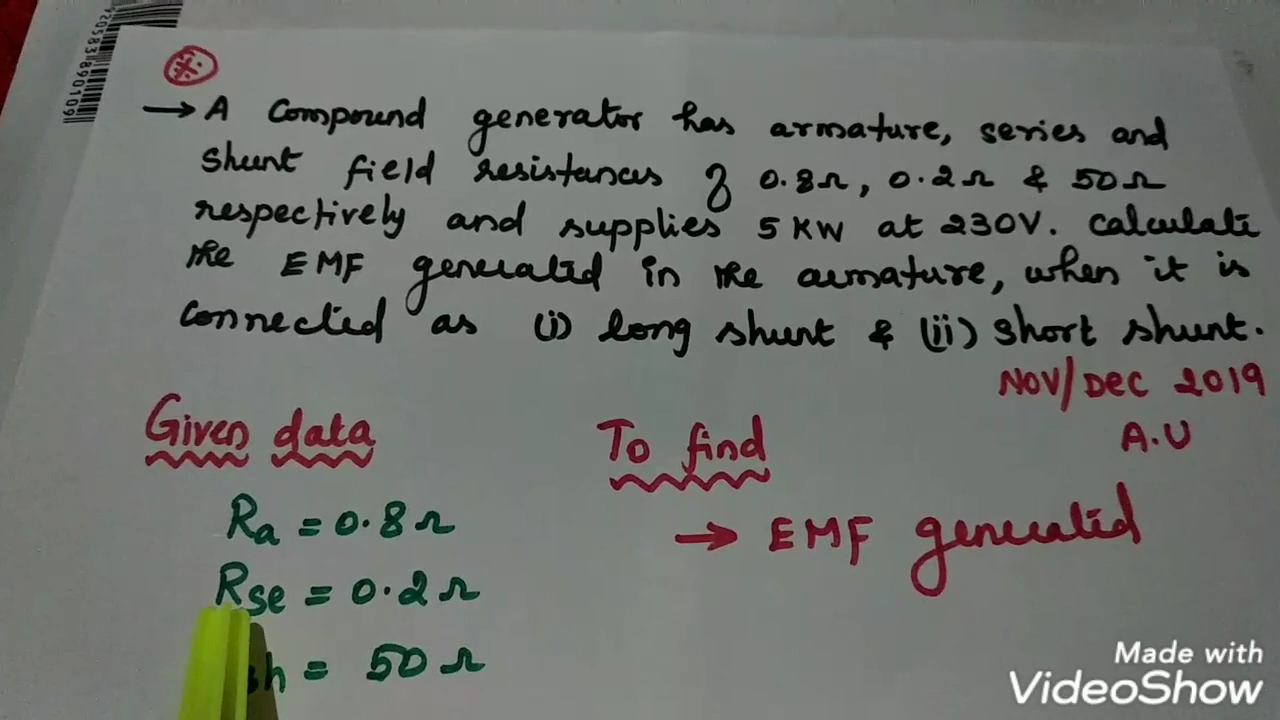 920583890109
→ A Compound generator has armature, series and
Shunt field resistances of 0.8Ω, 0.2Ω & 50Ω
respectively and supplies 5 KW at 230V. Calculate
the EMF generated in the armature, when it is
Connected as (i) long shunt & (ii) Short shunt.
NOV/DEC 2019
A.U
Given data
To find
Ra = 0.8Ω
→ EMF generated
Rse = 0.2Ω
sh = 50Ω
Made with
VideoShow